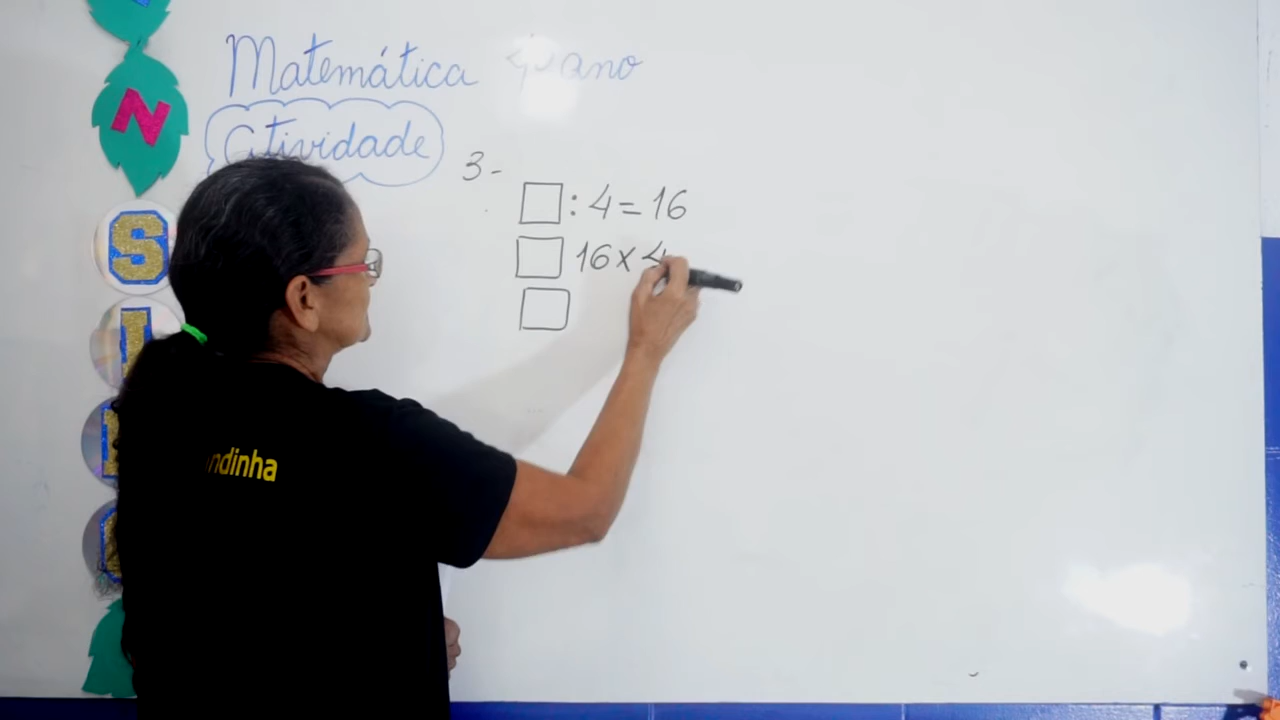 Matemática 4º ano
Atividade
3-
□ : 4 = 16
□ 16 x 4
□
N
S
I
ndinha